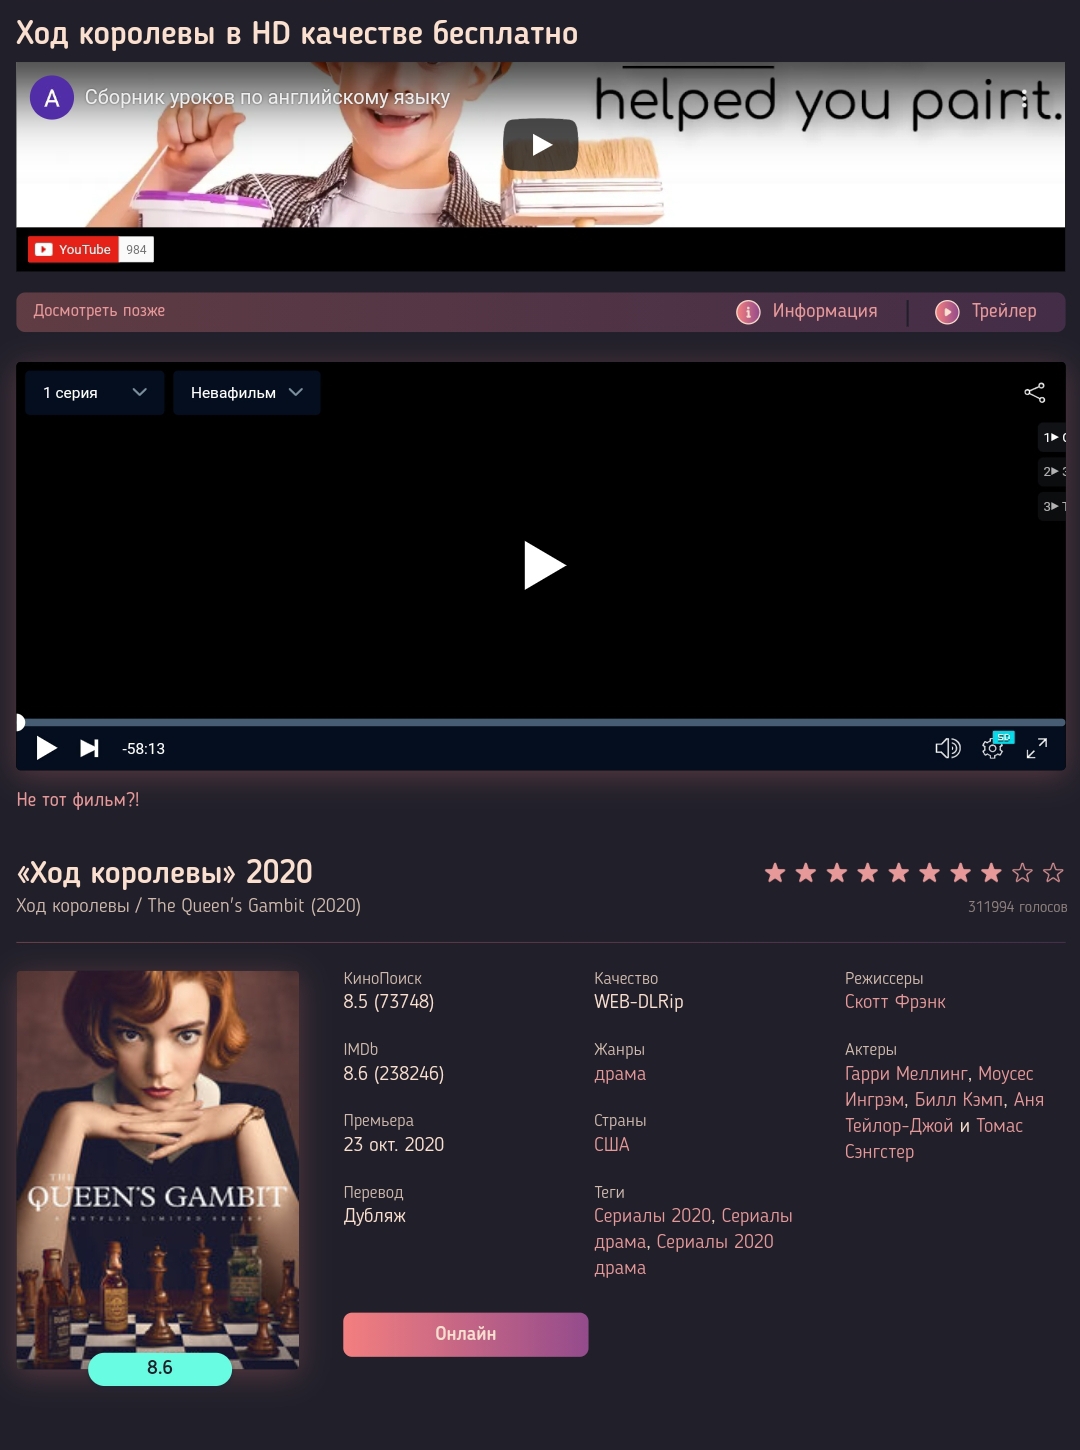 Ход королевы в HD качестве бесплатно
A Сборник уроков по английскому языку
helped you paint.
YouTube 984
Досмотреть позже Информация Трейлер
1 серия Невафильм
1
2
3
-58:13 SD
Не тот фильм?!
«Ход королевы» 2020
Ход королевы / The Queen's Gambit (2020)
311994 голосов
КиноПоиск
8.5 (73748)
IMDb
8.6 (238246)
Премьера
23 окт. 2020
Перевод
Дубляж
Качество
WEB-DLRip
Жанры
драма
Страны
США
Теги
Сериалы 2020, Сериалы
драма, Сериалы 2020
драма
Режиссеры
Скотт Фрэнк
Актеры
Гарри Меллинг, Моусес
Ингрэм, Билл Кэмп, Аня
Тейлор-Джой и Томас
Сэнгстер
THE
QUEEN'S GAMBIT
A NETFLIX LIMITED SERIES
8.6
Онлайн